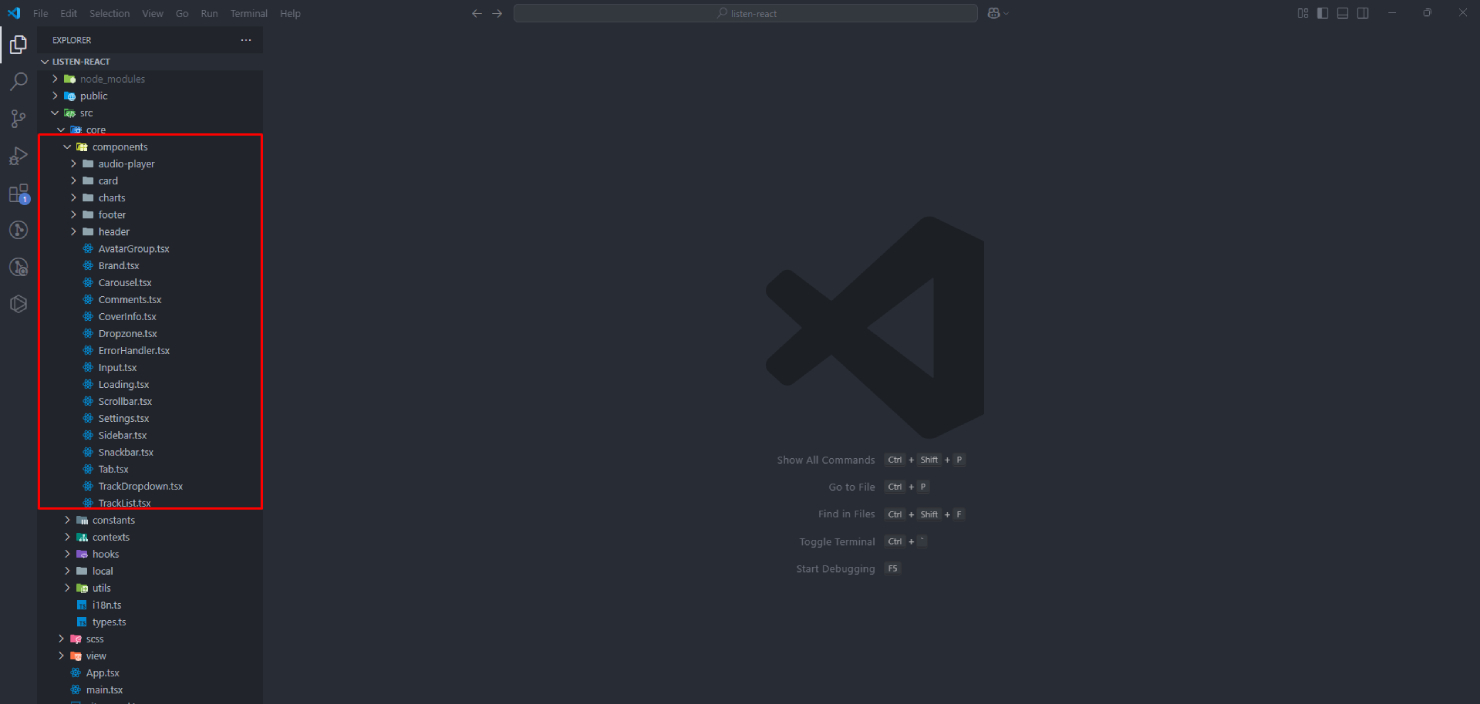 File Edit Selection View Go Run Terminal Help
listen-react
EXPLORER
LISTEN-REACT
node_modules
public
src
core
components
audio-player
card
charts
footer
header
AvatarGroup.tsx
Brand.tsx
Carousel.tsx
Comments.tsx
CoverInfo.tsx
Dropzone.tsx
ErrorHandler.tsx
Input.tsx
Loading.tsx
Scrollbar.tsx
Settings.tsx
Sidebar.tsx
Snackbar.tsx
Tab.tsx
TrackDropdown.tsx
TrackList.tsx
constants
contexts
hooks
local
utils
i18n.ts
types.ts
scss
view
App.tsx
main.tsx
1
Show All Commands Ctrl + Shift + P
Go to File Ctrl + P
Find in Files Ctrl + Shift + F
Toggle Terminal Ctrl + `
Start Debugging F5